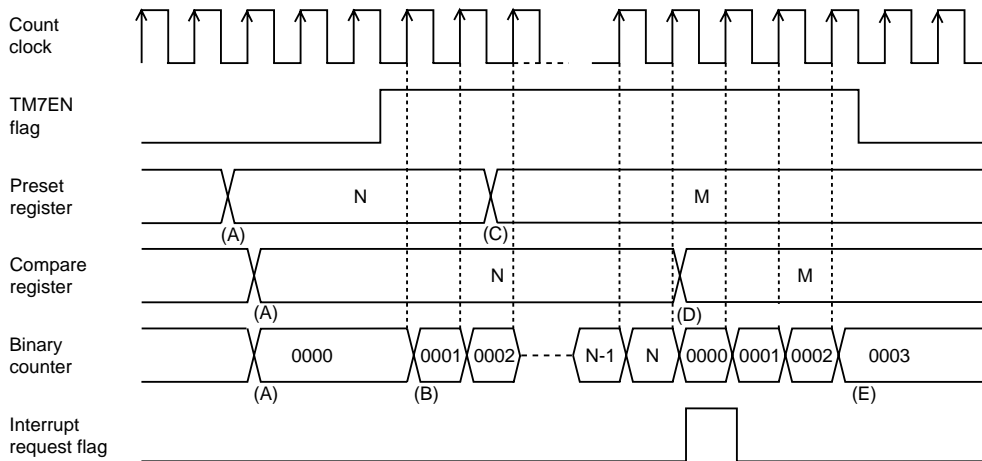 Count
clock
TM7EN
flag
Preset
register
N
M
(A)
(C)
Compare
register
N
M
(A)
(D)
Binary
counter
0000
0001
0002
N-1
N
0000
0001
0002
0003
(A)
(B)
(E)
Interrupt
request flag